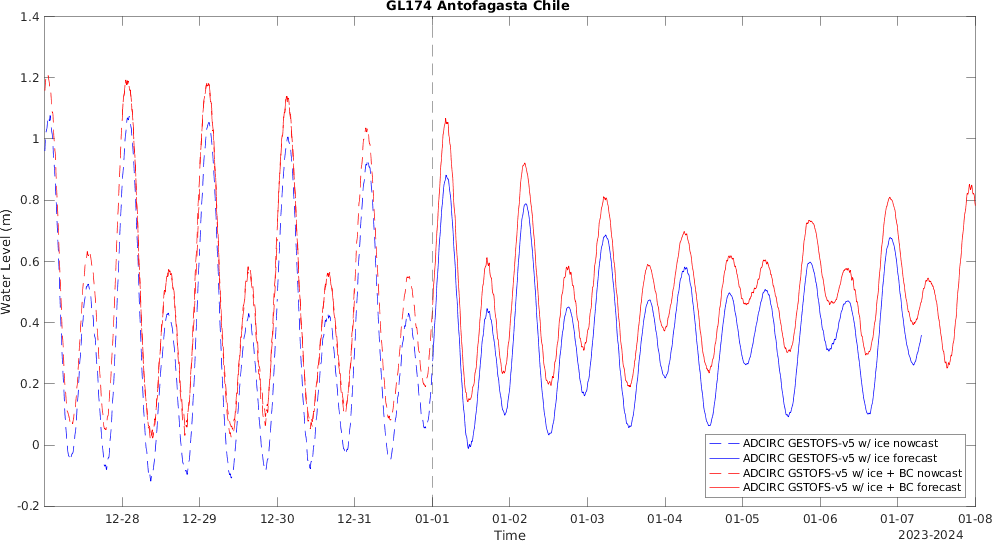 GL174 Antofagasta Chile
1.4
1.2
1
0.8
0.6
0.4
0.2
0
-0.2
Water Level (m)
12-28 12-29 12-30 12-31 01-01 01-02 01-03 01-04 01-05 01-06 01-07 01-08
Time
2023-2024
ADCIRC GESTOFS-v5 w/ ice nowcast
ADCIRC GESTOFS-v5 w/ ice forecast
ADCIRC GSTOFS-v5 w/ ice + BC nowcast
ADCIRC GSTOFS-v5 w/ ice + BC forecast